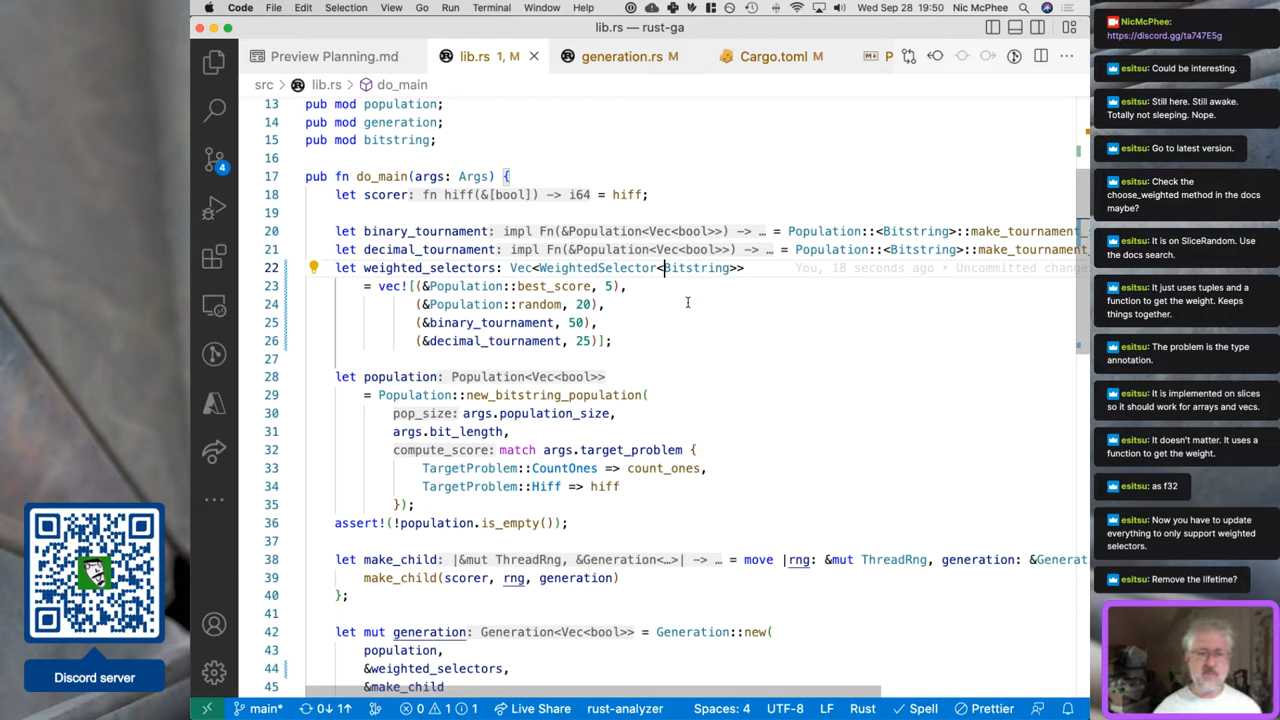 Code File Edit Selection View Go Run Terminal Window Help Wed Sep 28 19:50 Nic McPhee
lib.rs — rust-ga
Preview Planning.md lib.rs 1, M generation.rs M Cargo.toml M P
src > lib.rs > do_main
13 pub mod population;
14 pub mod generation;
15 pub mod bitstring;
16
17 pub fn do_main(args: Args) {
18 let scorer: fn hiff(&[bool]) -> i64 = hiff;
19
20 let binary_tournament: impl Fn(&Population<Vec<bool>>) -> … = Population::<Bitstring>::make_tournament_
21 let decimal_tournament: impl Fn(&Population<Vec<bool>>) -> … = Population::<Bitstring>::make_tournament
22 let weighted_selectors: Vec<WeightedSelector<Bitstring>> You, 18 seconds ago • Uncommitted change
23 = vec![(&Population::best_score, 5),
24 (&Population::random, 20),
25 (&binary_tournament, 50),
26 (&decimal_tournament, 25)];
27
28 let population: Population<Vec<bool>>
29 = Population::new_bitstring_population(
30 pop_size: args.population_size,
31 args.bit_length,
32 compute_score: match args.target_problem {
33 TargetProblem::CountOnes => count_ones,
34 TargetProblem::Hiff => hiff
35 });
36 assert!(!population.is_empty());
37
38 let make_child: |&mut ThreadRng, &Generation<…>| -> … = move |rng: &mut ThreadRng, generation: &Generat
39 make_child(scorer, rng, generation)
40 };
41
42 let mut generation: Generation<Vec<bool>> = Generation::new(
43 population,
44 &weighted_selectors,
45 &make_child
4
main* 0↓ 1↑ 0 1 1 Live Share rust-analyzer Spaces: 4 UTF-8 LF Rust Spell Prettier
Discord server
NicMcPhee:
https://discord.gg/ta747E5g
esitsu: Could be interesting.
esitsu: Still here. Still awake.
Totally not sleeping. Nope.
esitsu: Go to latest version.
esitsu: Check the
choose_weighted method in the docs
maybe?
esitsu: It is on SliceRandom. Use
the docs search.
esitsu: It just uses tuples and a
function to get the weight. Keeps
things together.
esitsu: The problem is the type
annotation.
esitsu: It is implemented on slices
so it should work for arrays and vecs.
esitsu: It doesn't matter. It uses a
function to get the weight.
esitsu: as f32
esitsu: Now you have to update
everything to only support weighted
selectors.
esitsu: Remove the lifetime?